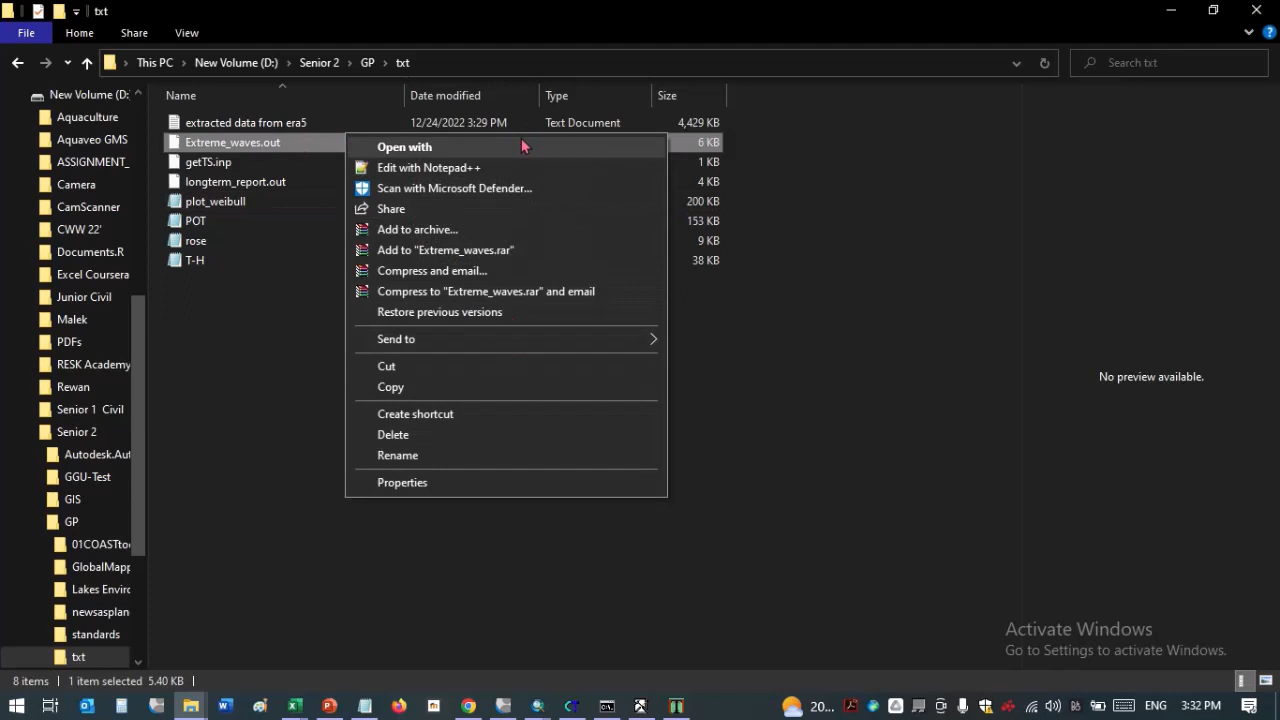 txt
File Home Share View
This PC › New Volume (D:) › Senior 2 › GP › txt
Search txt
New Volume (D:
Aquaculture
Aquaveo GMS
ASSIGNMENT_
Camera
CamScanner
CWW 22'
Documents.R
Excel Coursera
Junior Civil
Malek
PDFs
RESK Academy
Rewan
Senior 1 Civil
Senior 2
Autodesk.Aut
GGU-Test
GIS
GP
01COASTtoo
GlobalMapp
Lakes Enviro
newsasplan
standards
txt
Name Date modified Type Size
extracted data from era5 12/24/2022 3:29 PM Text Document 4,429 KB
Extreme_waves.out 6 KB
getTS.inp 1 KB
longterm_report.out 4 KB
plot_weibull 200 KB
POT 153 KB
rose 9 KB
T-H 38 KB
Open with
Edit with Notepad++
Scan with Microsoft Defender...
Share
Add to archive...
Add to "Extreme_waves.rar"
Compress and email...
Compress to "Extreme_waves.rar" and email
Restore previous versions
Send to
Cut
Copy
Create shortcut
Delete
Rename
Properties
No preview available.
Activate Windows
Go to Settings to activate Windows.
8 items 1 item selected 5.40 KB
20... ENG 3:32 PM